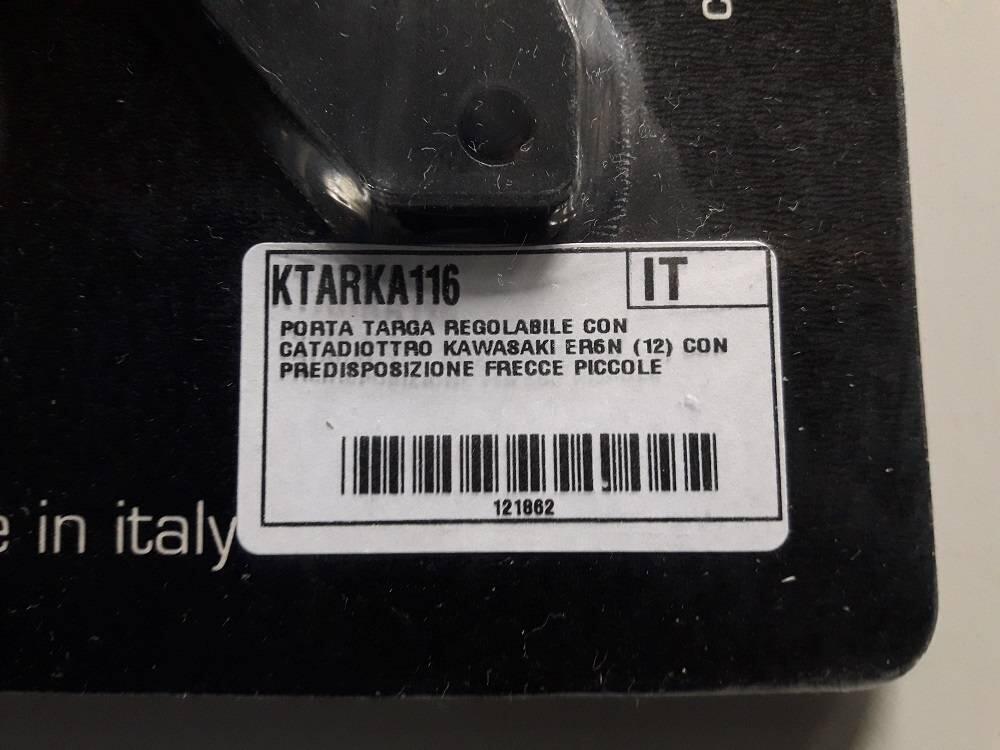 KTARKA116
IT
PORTA TARGA REGOLABILE CON
CATADIOTTRO KAWASAKI ER6N (12) CON
PREDISPOSIZIONE FRECCE PICCOLE
121862
in italy